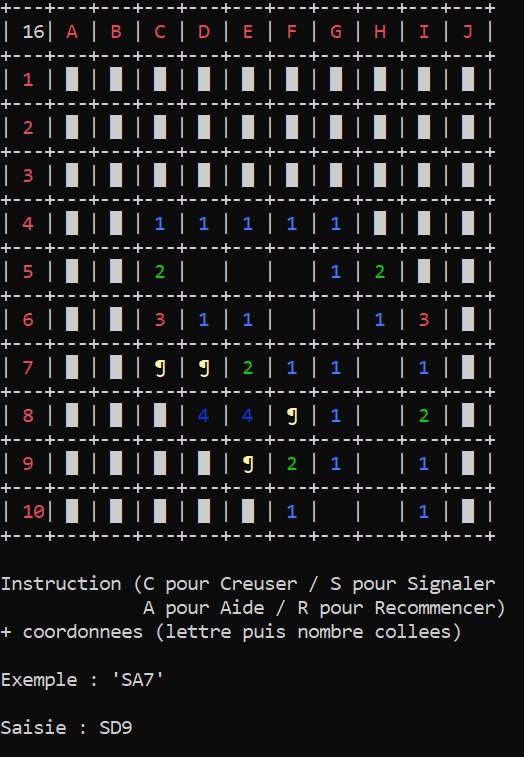 +---+---+---+---+---+---+---+---+---+---+---+
| 16| A | B | C | D | E | F | G | H | I | J |
+---+---+---+---+---+---+---+---+---+---+---+
| 1 | █ | █ | █ | █ | █ | █ | █ | █ | █ | █ |
+---+---+---+---+---+---+---+---+---+---+---+
| 2 | █ | █ | █ | █ | █ | █ | █ | █ | █ | █ |
+---+---+---+---+---+---+---+---+---+---+---+
| 3 | █ | █ | █ | █ | █ | █ | █ | █ | █ | █ |
+---+---+---+---+---+---+---+---+---+---+---+
| 4 | █ | █ | 1 | 1 | 1 | 1 | 1 | █ | █ | █ |
+---+---+---+---+---+---+---+---+---+---+---+
| 5 | █ | █ | 2 |   |   |   | 1 | 2 | █ | █ |
+---+---+---+---+---+---+---+---+---+---+---+
| 6 | █ | █ | 3 | 1 | 1 |   |   | 1 | 3 | █ |
+---+---+---+---+---+---+---+---+---+---+---+
| 7 | █ | █ | ¶ | ¶ | 2 | 1 | 1 |   | 1 | █ |
+---+---+---+---+---+---+---+---+---+---+---+
| 8 | █ | █ | █ | 4 | 4 | ¶ | 1 |   | 2 | █ |
+---+---+---+---+---+---+---+---+---+---+---+
| 9 | █ | █ | █ | █ | ¶ | 2 | 1 |   | 1 | █ |
+---+---+---+---+---+---+---+---+---+---+---+
| 10| █ | █ | █ | █ | █ | 1 |   |   | 1 | █ |
+---+---+---+---+---+---+---+---+---+---+---+
Instruction (C pour Creuser / S pour Signaler
A pour Aide / R pour Recommencer)
+ coordonnees (lettre puis nombre collees)
Exemple : 'SA7'
Saisie : SD9